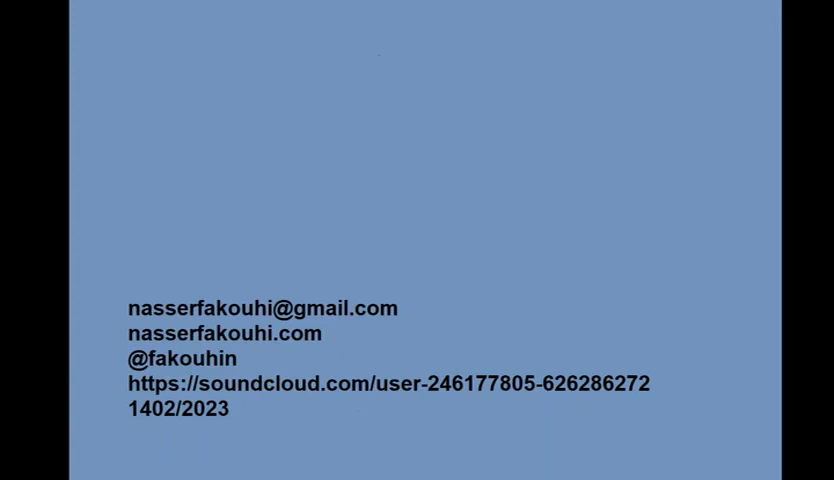 nasserfakouhi@gmail.com
nasserfakouhi.com
@fakouhin
https://soundcloud.com/user-246177805-626286272
1402/2023